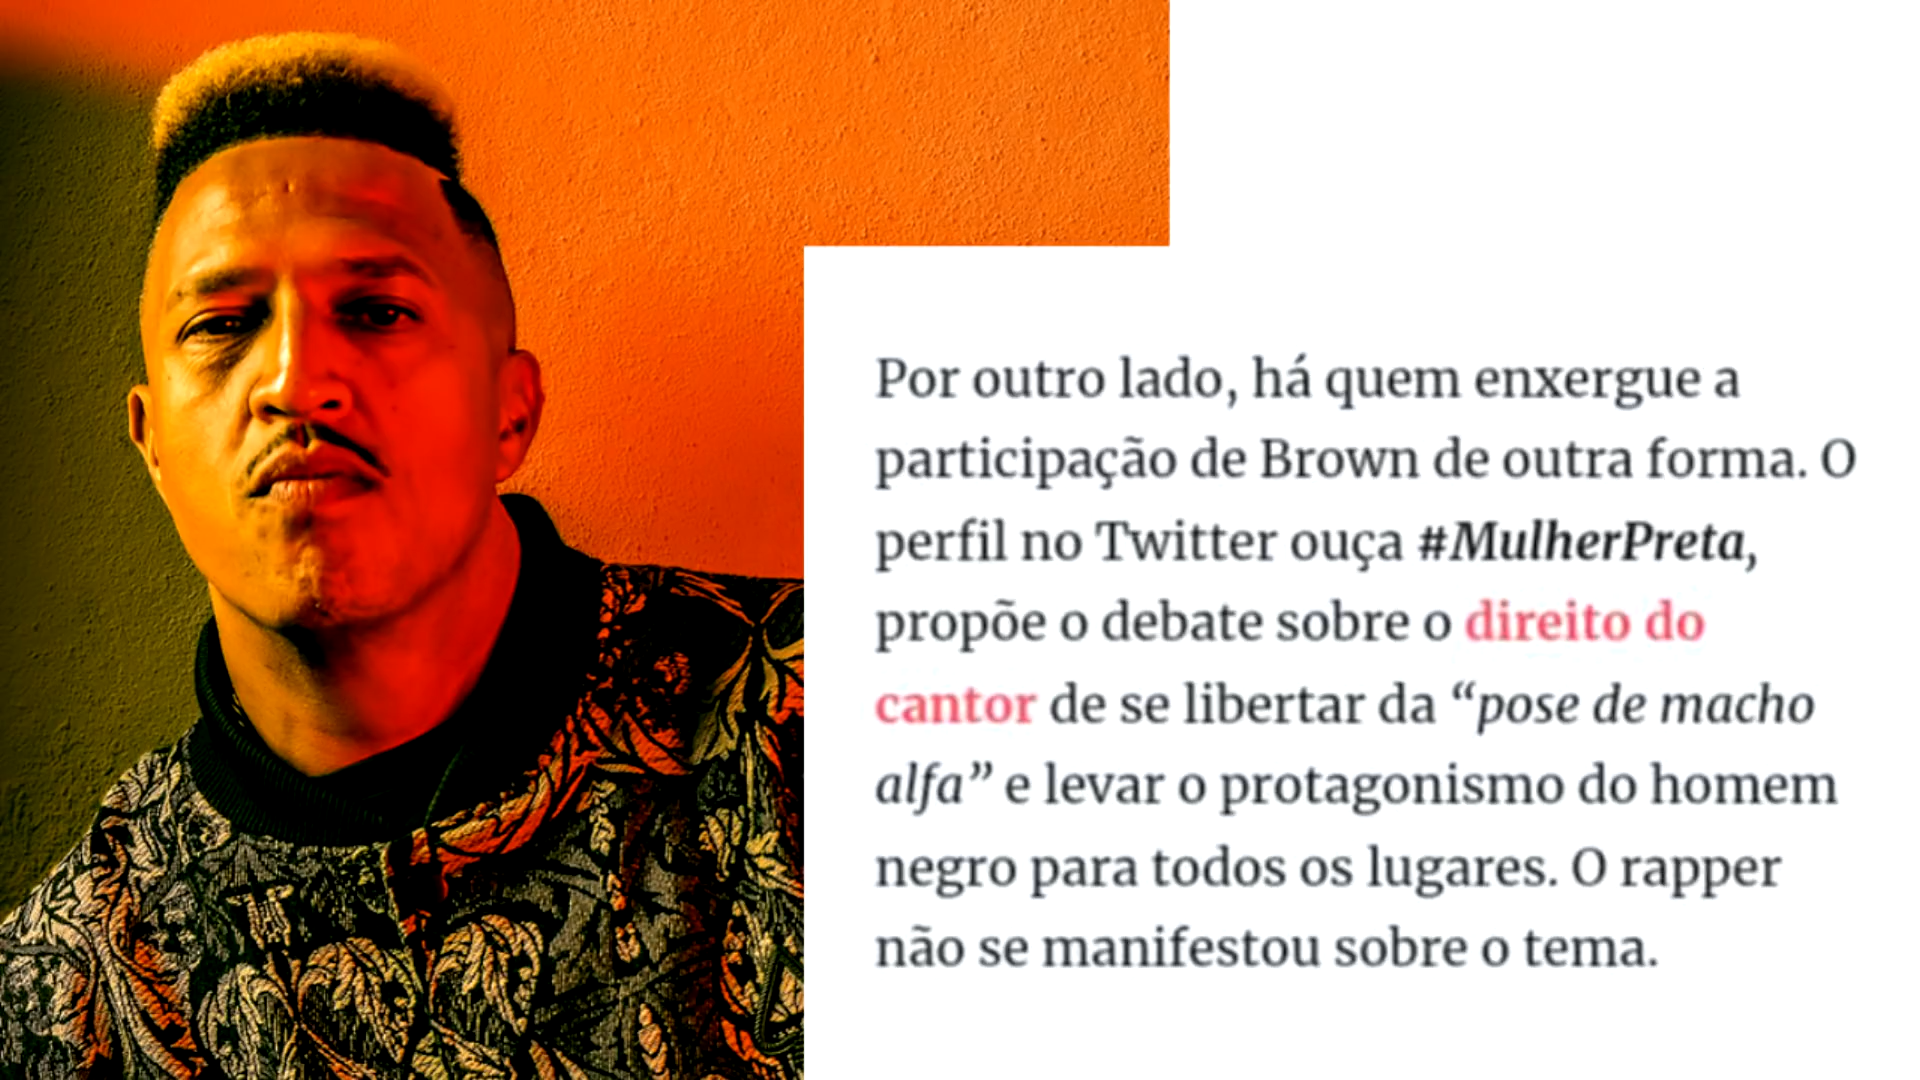 Por outro lado, há quem enxergue a
participação de Brown de outra forma. O
perfil no Twitter ouça #MulherPreta,
propõe o debate sobre o direito do
cantor de se libertar da “pose de macho
alfa” e levar o protagonismo do homem
negro para todos os lugares. O rapper
não se manifestou sobre o tema.